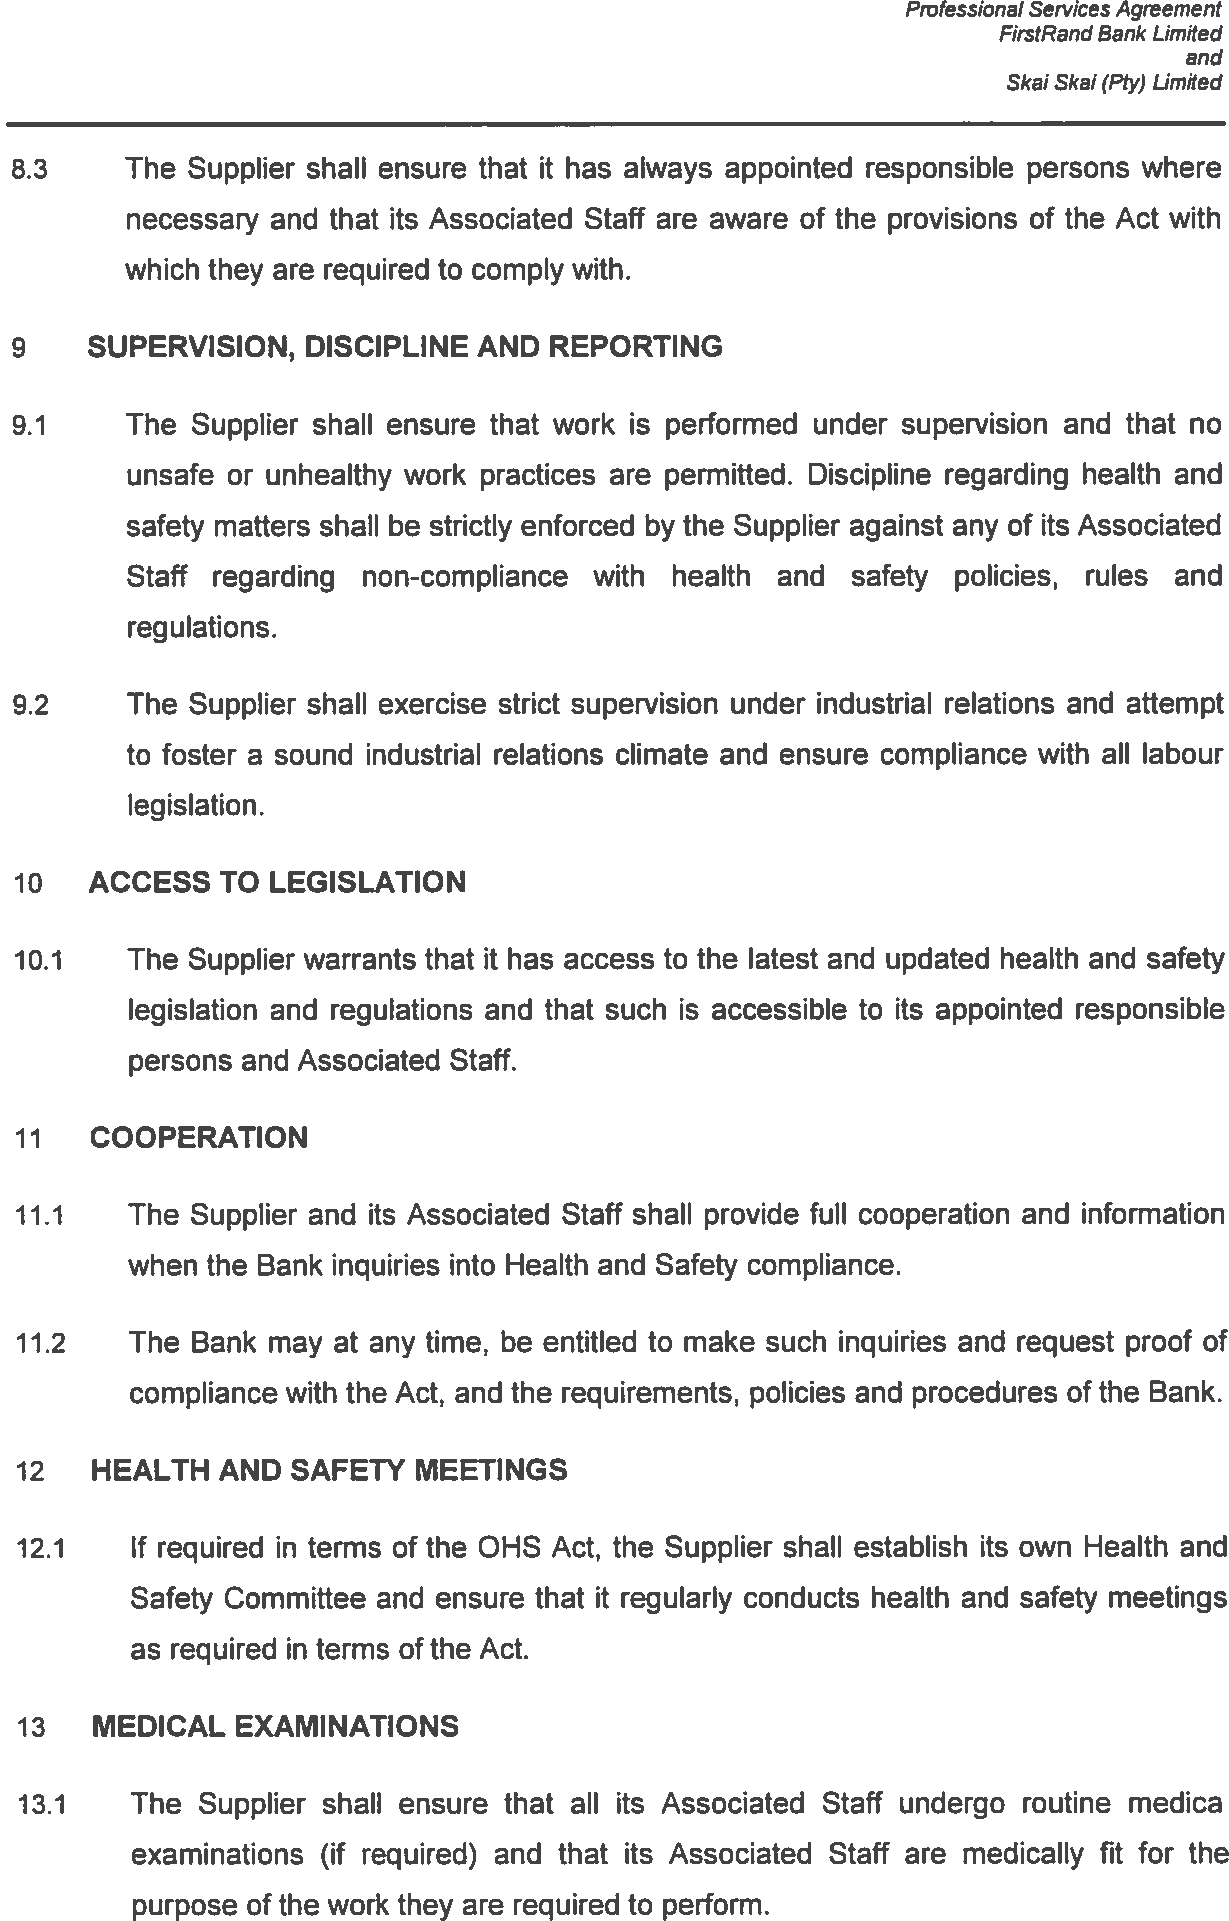 Professional Services Agreement
FirstRand Bank Limited
and
Skai Skai (Pty) Limited
8.3 The Supplier shall ensure that it has always appointed responsible persons where
necessary and that its Associated Staff are aware of the provisions of the Act with
which they are required to comply with.
9 SUPERVISION, DISCIPLINE AND REPORTING
9.1 The Supplier shall ensure that work is performed under supervision and that no
unsafe or unhealthy work practices are permitted. Discipline regarding health and
safety matters shall be strictly enforced by the Supplier against any of its Associated
Staff regarding non-compliance with health and safety policies, rules and
regulations.
9.2 The Supplier shall exercise strict supervision under industrial relations and attempt
to foster a sound industrial relations climate and ensure compliance with all labour
legislation.
10 ACCESS TO LEGISLATION
10.1 The Supplier warrants that it has access to the latest and updated health and safety
legislation and regulations and that such is accessible to its appointed responsible
persons and Associated Staff.
11 COOPERATION
11.1 The Supplier and its Associated Staff shall provide full cooperation and information
when the Bank inquiries into Health and Safety compliance.
11.2 The Bank may at any time, be entitled to make such inquiries and request proof of
compliance with the Act, and the requirements, policies and procedures of the Bank.
12 HEALTH AND SAFETY MEETINGS
12.1 If required in terms of the OHS Act, the Supplier shall establish its own Health and
Safety Committee and ensure that it regularly conducts health and safety meetings
as required in terms of the Act.
13 MEDICAL EXAMINATIONS
13.1 The Supplier shall ensure that all its Associated Staff undergo routine medica
examinations (if required) and that its Associated Staff are medically fit for the
purpose of the work they are required to perform.